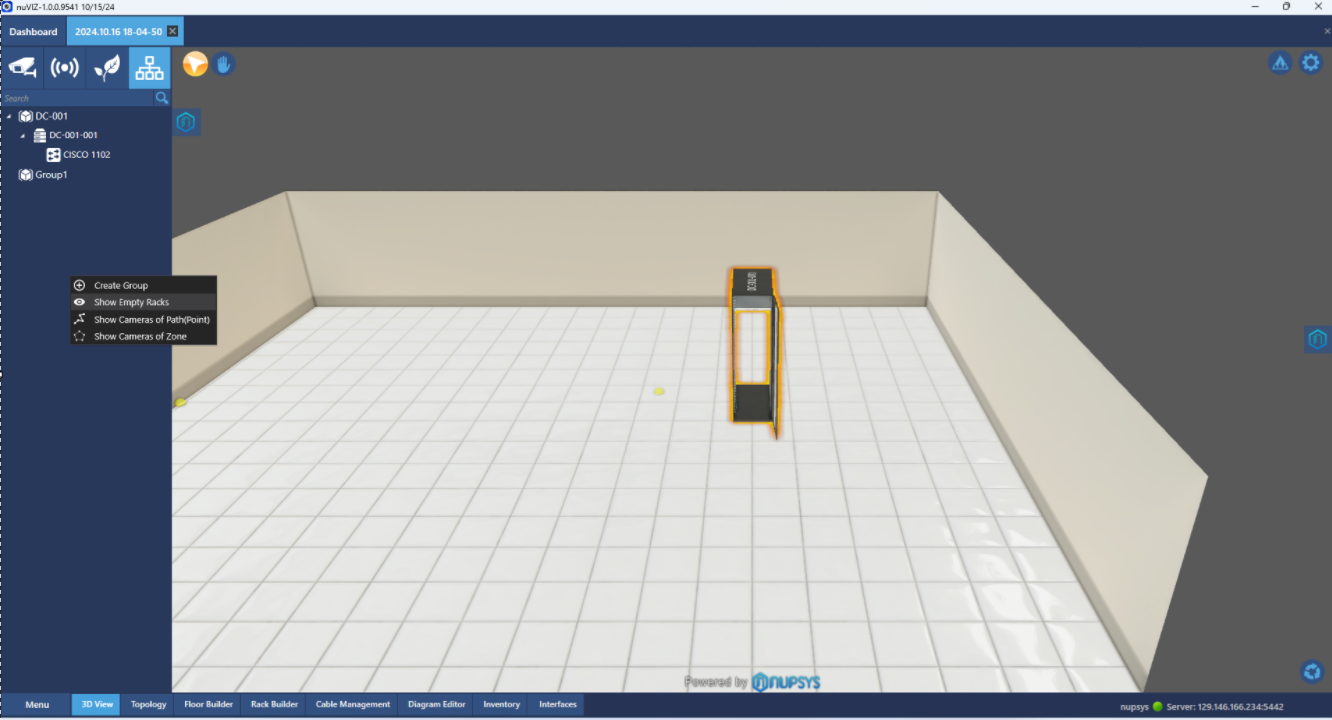 nuVIZ-1.0.0.9541 10/15/24
Dashboard
2024.10.16 18-04-50
Search
DC-001
DC-001-001
CISCO 1102
Group1
Create Group
Show Empty Racks
Show Cameras of Path(Point)
Show Cameras of Zone
Powered by NUPSYS
Menu
3D View
Topology
Floor Builder
Rack Builder
Cable Management
Diagram Editor
Inventory
Interfaces
nupsys
Server: 129.146.166.234:5442